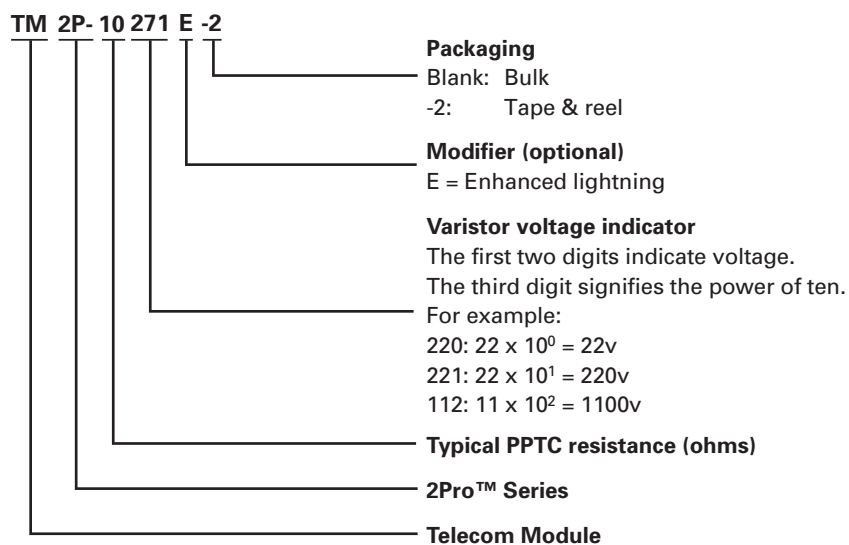 TM 2P- 10 271 E -2
Packaging
Blank: Bulk
-2: Tape & reel
Modifier (optional)
E = Enhanced lightning
Varistor voltage indicator
The first two digits indicate voltage.
The third digit signifies the power of ten.
For example:
220: 22 x 10⁰ = 22v
221: 22 x 10¹ = 220v
112: 11 x 10² = 1100v
Typical PPTC resistance (ohms)
2Pro™ Series
Telecom Module